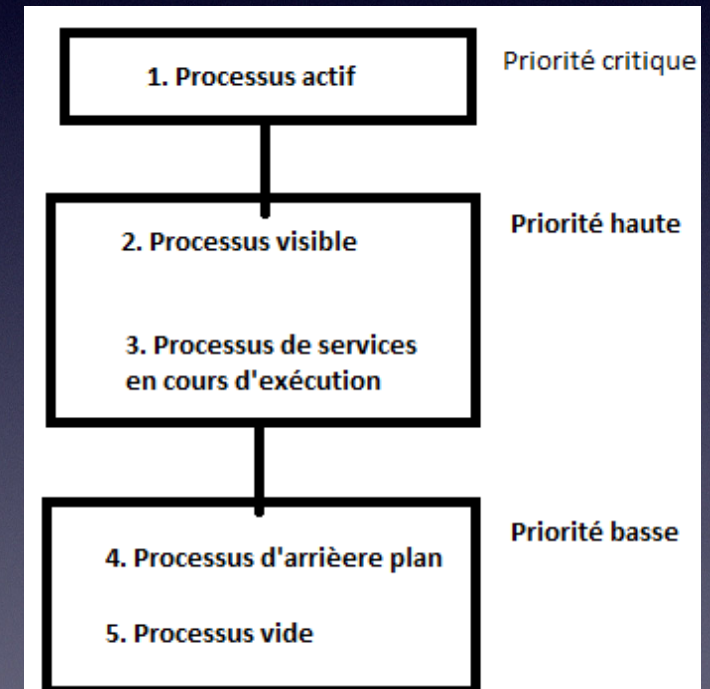 1. Processus actif
Priorité critique
2. Processus visible
Priorité haute
3. Processus de services
en cours d'exécution
4. Processus d'arrièere plan
Priorité basse
5. Processus vide